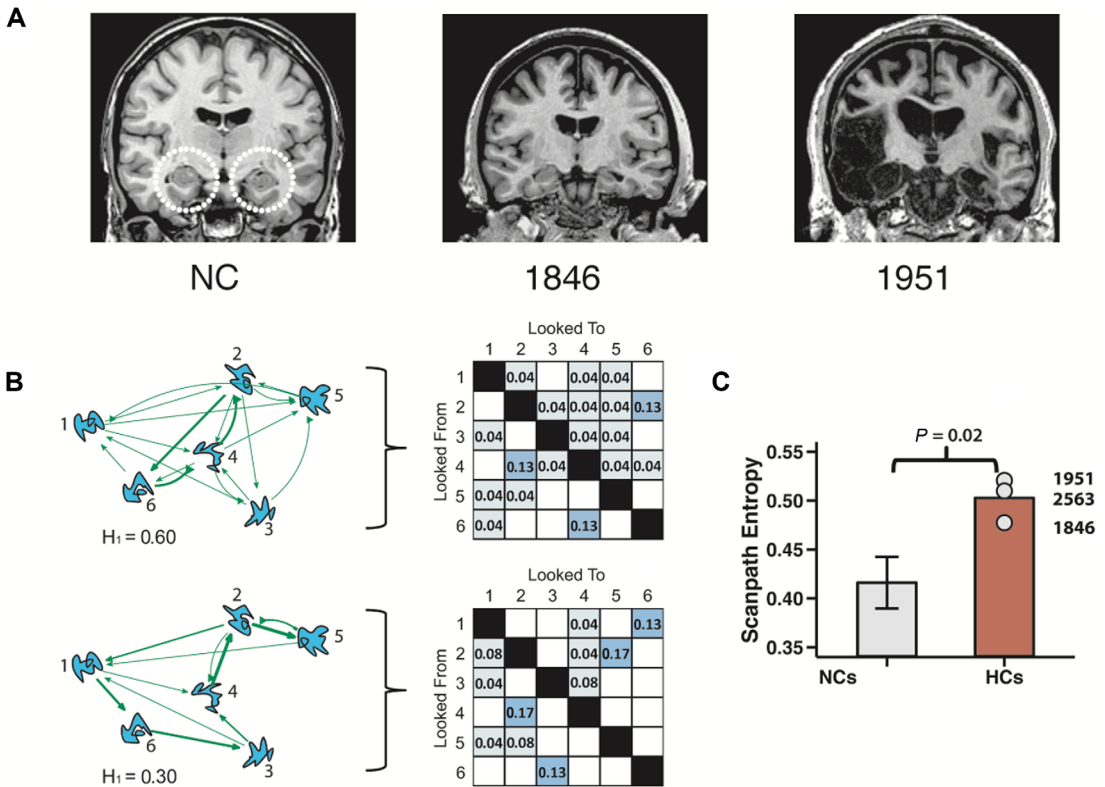 A
NC
1846
1951
B
2
5
1
4
6
3
H1 = 0.60
Looked To
1 2 3 4 5 6
Looked From
1 0.04 0.04 0.04
2 0.04 0.04 0.04 0.13
3 0.04 0.04 0.04
4 0.13 0.04 0.04 0.04
5 0.04 0.04
6 0.04 0.13
2
5
1
4
6
3
H1 = 0.30
Looked To
1 2 3 4 5 6
Looked From
1 0.04 0.13
2 0.08 0.04 0.17
3 0.04 0.08
4 0.17
5 0.04 0.08
6 0.13
C
P = 0.02
Scanpath Entropy
0.55
0.50
0.45
0.40
0.35
1951
2563
1846
NCs HCs